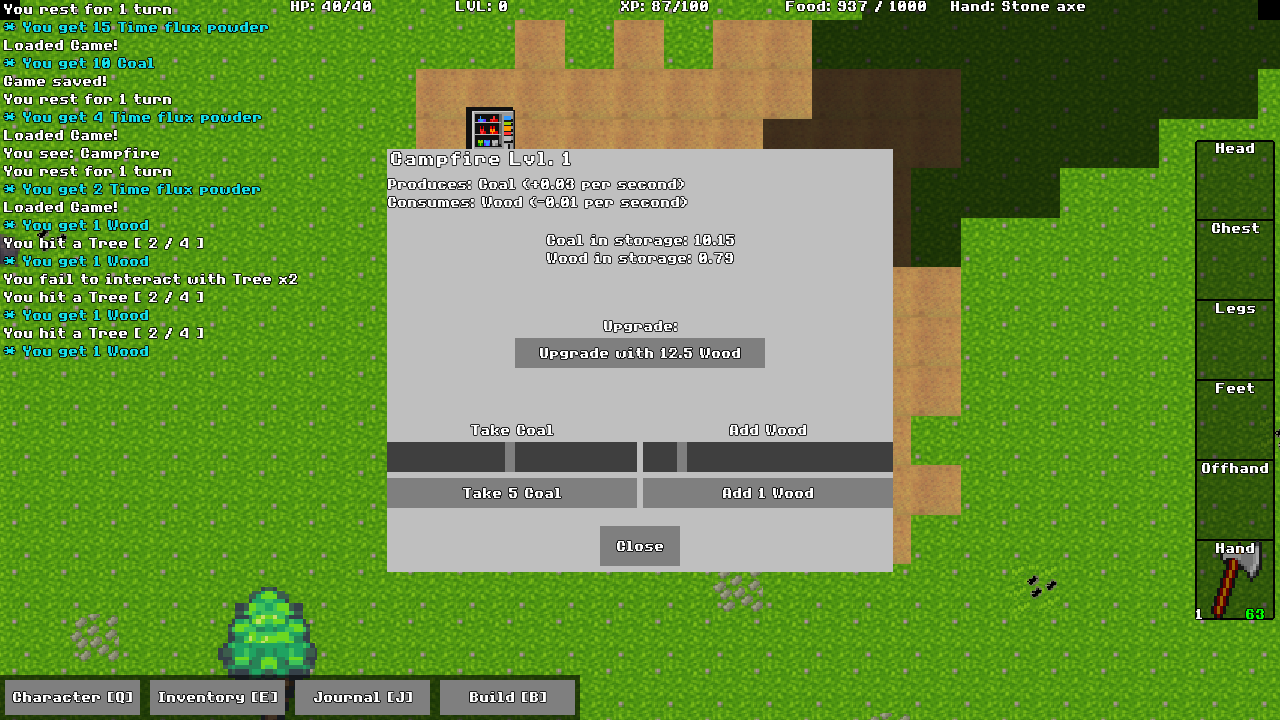 HP: 40/40 LVL: 0 XP: 87/100 Food: 937 / 1000 Hand: Stone axe
You rest for 1 turn
* You get 15 Time flux powder
Loaded Game!
* You get 10 Coal
Game saved!
You rest for 1 turn
* You get 4 Time flux powder
Loaded Game!
You see: Campfire
You rest for 1 turn
* You get 2 Time flux powder
Loaded Game!
* You get 1 Wood
You hit a Tree [ 2 / 4 ]
* You get 1 Wood
You fail to interact with Tree x2
You hit a Tree [ 2 / 4 ]
* You get 1 Wood
You hit a Tree [ 2 / 4 ]
* You get 1 Wood
Campfire Lvl. 1
Produces: Coal (+0.03 per second)
Consumes: Wood (-0.01 per second)
Coal in storage: 10.15
Wood in storage: 0.79
Upgrade:
Upgrade with 12.5 Wood
Take Coal Add Wood
Take 5 Coal Add 1 Wood
Close
Head
Chest
Legs
Feet
Offhand
Hand
1 63
Character [Q] Inventory [E] Journal [J] Build [B]